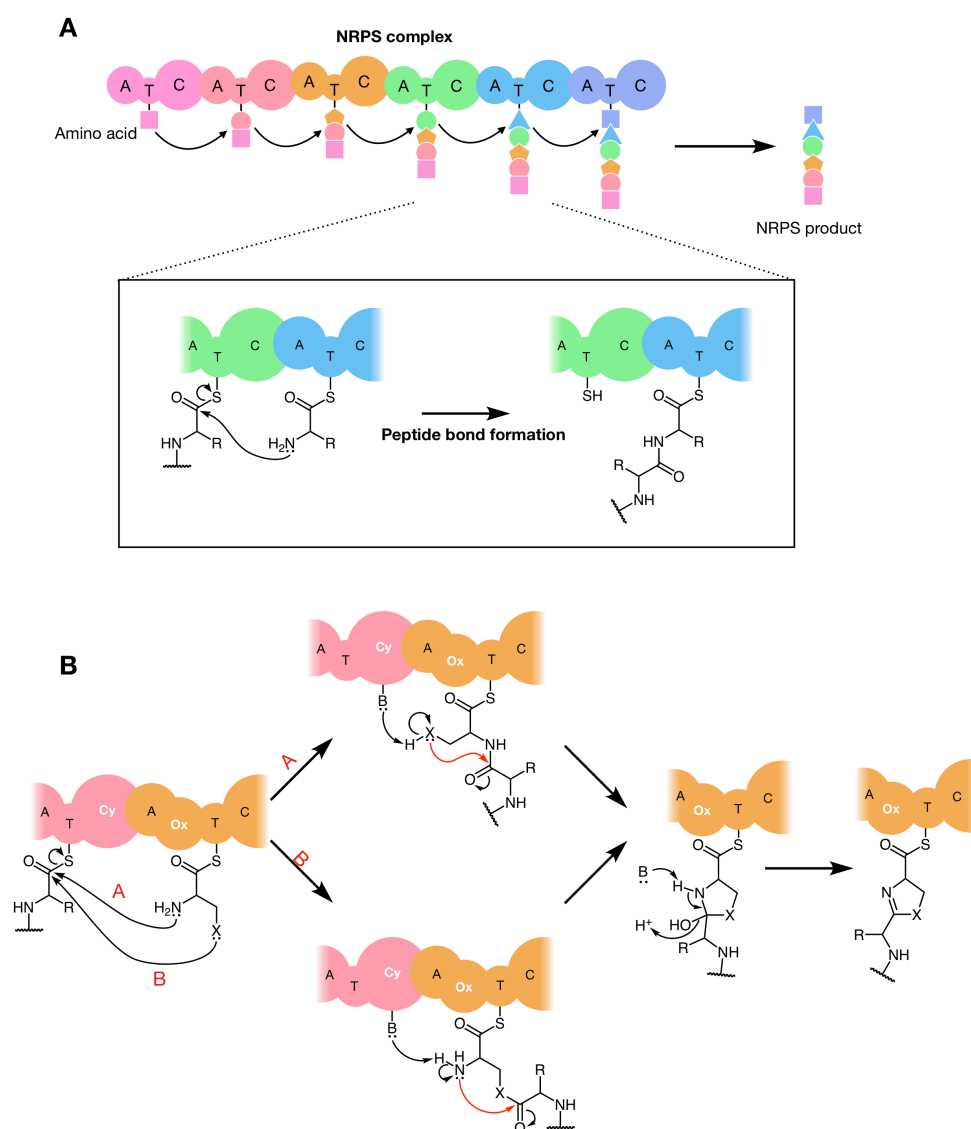 A
NRPS complex
A T C A T C A T C A T C A T C A T C
Amino acid
NRPS product
A T C A T C
A T C A T C
O S
O S
HN R
H₂N R
Peptide bond formation
SH
O S
HN R
R O
NH
B
A T Cy A Ox T C
B
O S
H X
NH
O R
NH
A
A T Cy A Ox T C
O S
O S
A
HN R
H₂N
X
B
B
A Ox T C
O S
B H N
HO X
H⁺
R NH
A Ox T C
O S
N
X
R NH
A T Cy A Ox T C
B
O S
H H
N
R
X
O NH